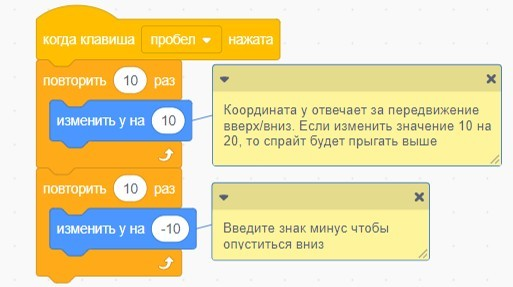 когда клавиша пробел нажата
повторить 10 раз
изменить y на 10
Координата y отвечает за передвижение
вверх/вниз. Если изменить значение 10 на
20, то спрайт будет прыгать выше
повторить 10 раз
изменить y на -10
Введите знак минус чтобы
опуститься вниз